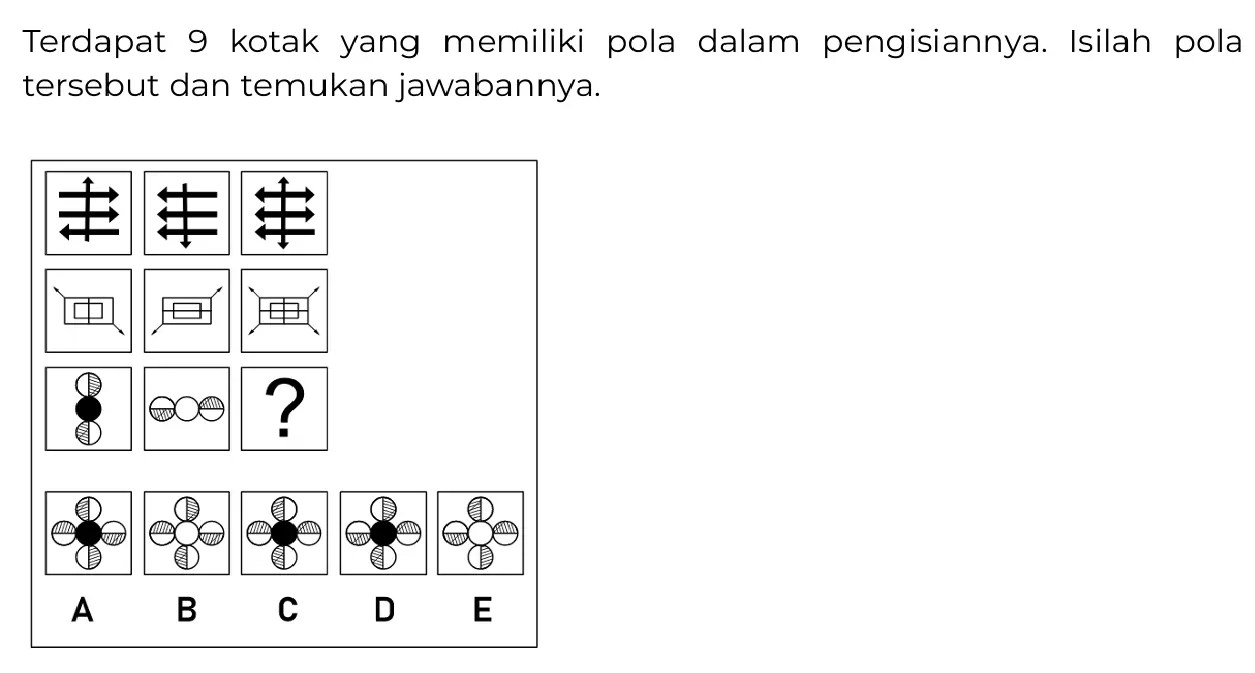 Terdapat 9 kotak yang memiliki pola dalam pengisiannya. Isilah pola
tersebut dan temukan jawabannya.
?
A B C D E